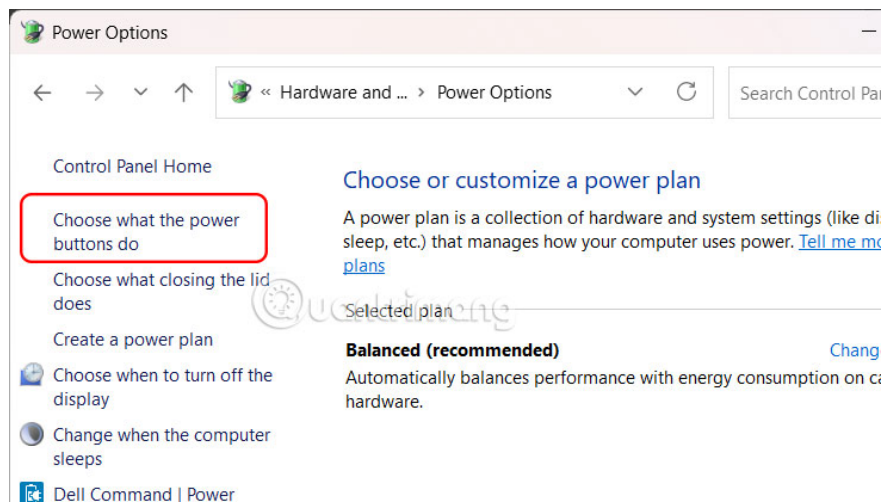 Power Options
« Hardware and ... › Power Options
Search Control Pa
Control Panel Home
Choose what the power
buttons do
Choose what closing the lid
does
Create a power plan
Choose when to turn off the
display
Change when the computer
sleeps
Dell Command | Power
Choose or customize a power plan
A power plan is a collection of hardware and system settings (like di
sleep, etc.) that manages how your computer uses power. Tell me mo
plans
Selected plan
Quantrimang
Balanced (recommended)
Chang
Automatically balances performance with energy consumption on ca
hardware.